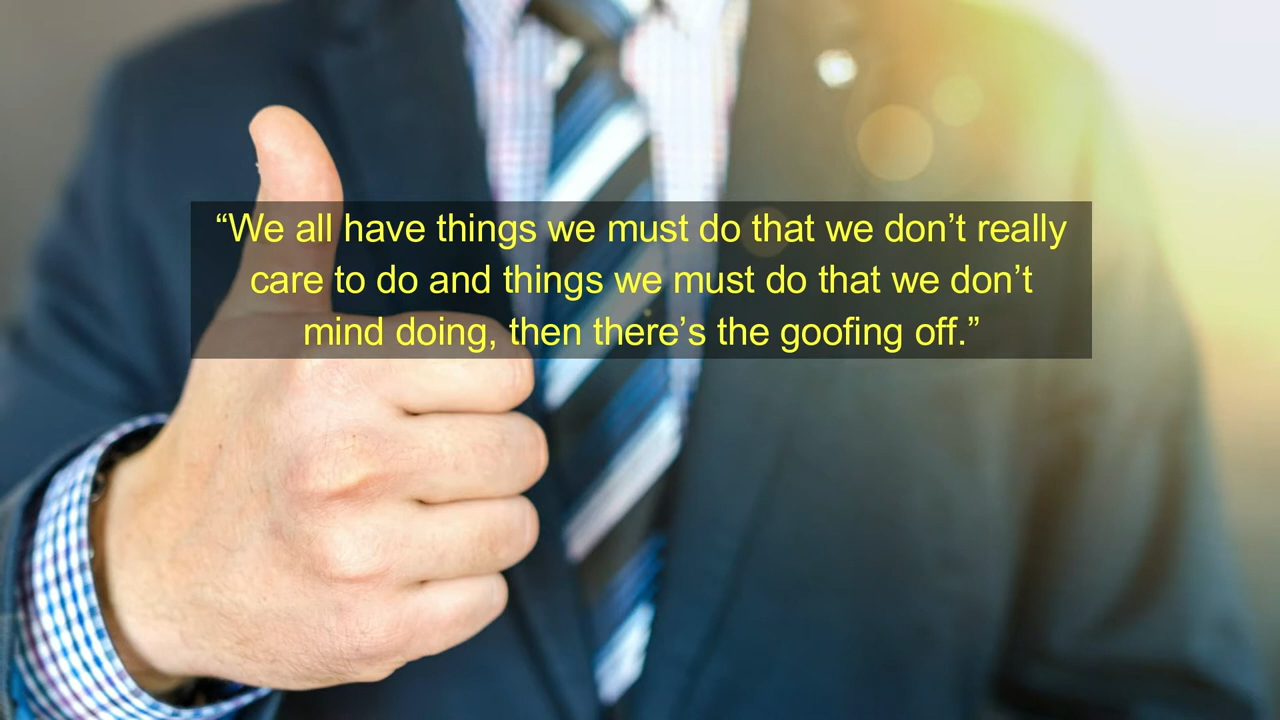 “We all have things we must do that we don’t really
care to do and things we must do that we don’t
mind doing, then there’s the goofing off.”